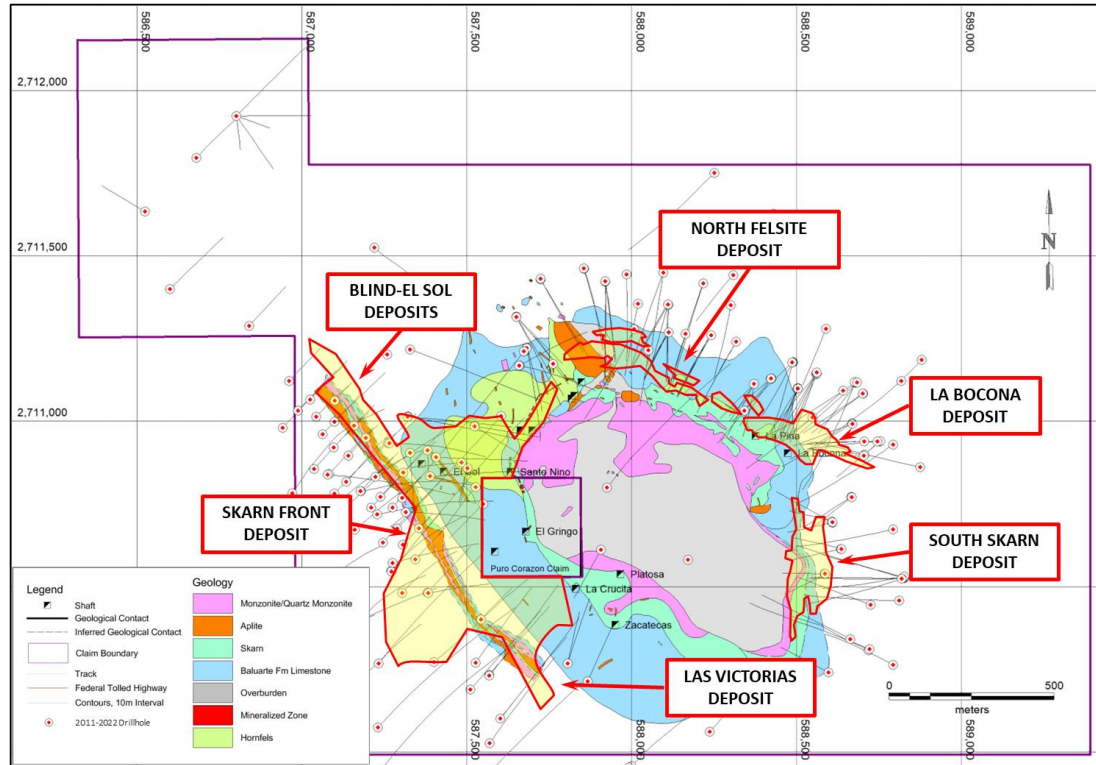 586,500
587,000
587,500
588,000
588,500
589,000
2,712,000
2,711,500
2,711,000
N
NORTH FELSITE
DEPOSIT
BLIND-EL SOL
DEPOSITS
LA BOCONA
DEPOSIT
SKARN FRONT
DEPOSIT
SOUTH SKARN
DEPOSIT
LAS VICTORIAS
DEPOSIT
La Pina
La Bocona
El Sol
Santo Nino
El Gringo
Puro Corazon Claim
Platosa
La Crucita
Zacatecas
Legend
Shaft
Geological Contact
Inferred Geological Contact
Claim Boundary
Track
Federal Tolled Highway
Contours, 10m Interval
2011-2022 Drillhole
Geology
Monzonite/Quartz Monzonite
Aplite
Skarn
Baluarte Fm Limestone
Overburden
Mineralized Zone
Hornfels
0 500
meters
587,500
588,000
588,500
589,000